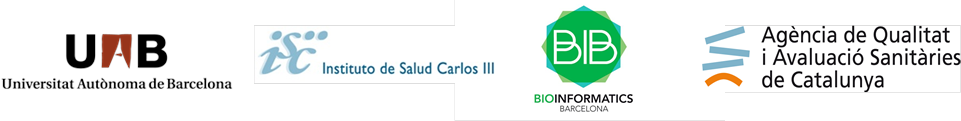 UAB
Universitat Autònoma de Barcelona
isciii
Instituto de Salud Carlos III
BIB
BIOINFORMATICS
BARCELONA
Agència de Qualitat
i Avaluació Sanitàries
de Catalunya